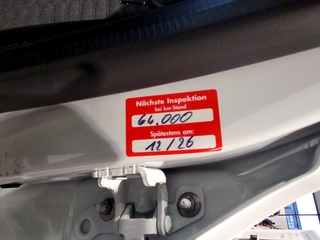 Nächste Inspektion
bei km-Stand
64.000
Spätestens am:
12/26